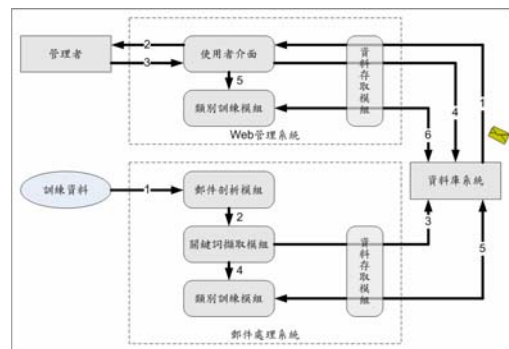 管理者
2
3
使用者介面
5
類別訓練模組
資料存取模組
Web管理系統
6
4
1
資料庫系統
訓練資料
1
郵件剖析模組
2
關鍵詞擷取模組
4
類別訓練模組
資料存取模組
3
5
郵件處理系統